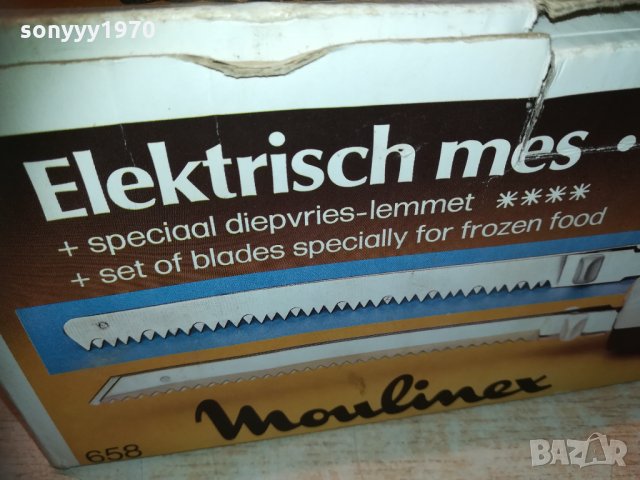 sonyyy1970
Elektrisch mes •
+ speciaal diepvries-lemmet ****
+ set of blades specially for frozen food
Moulinex
658
BAZAR